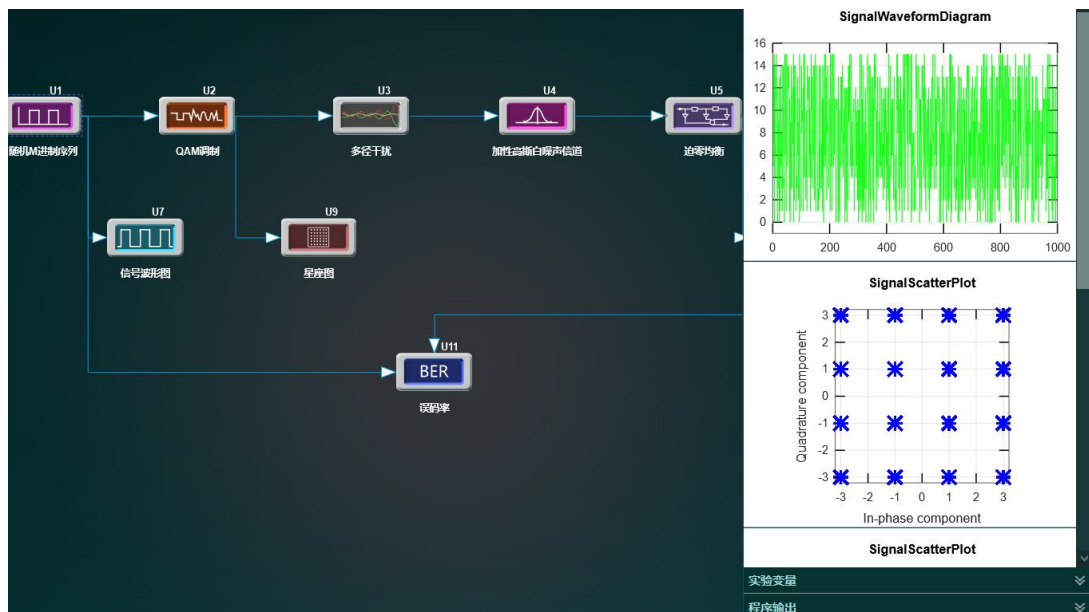 U1
随机M进制序列
U2
QAM调制
U3
多径干扰
U4
加性高斯白噪声信道
U5
迫零均衡
U7
信号波形图
U9
星座图
U11
BER
误码率
SignalWaveformDiagram
16
14
12
10
8
6
4
2
0
0 200 400 600 800 1000
SignalScatterPlot
Quadrature component
3
2
1
0
-1
-2
-3
-3 -2 -1 0 1 2 3
In-phase component
SignalScatterPlot
实验变量
程序输出